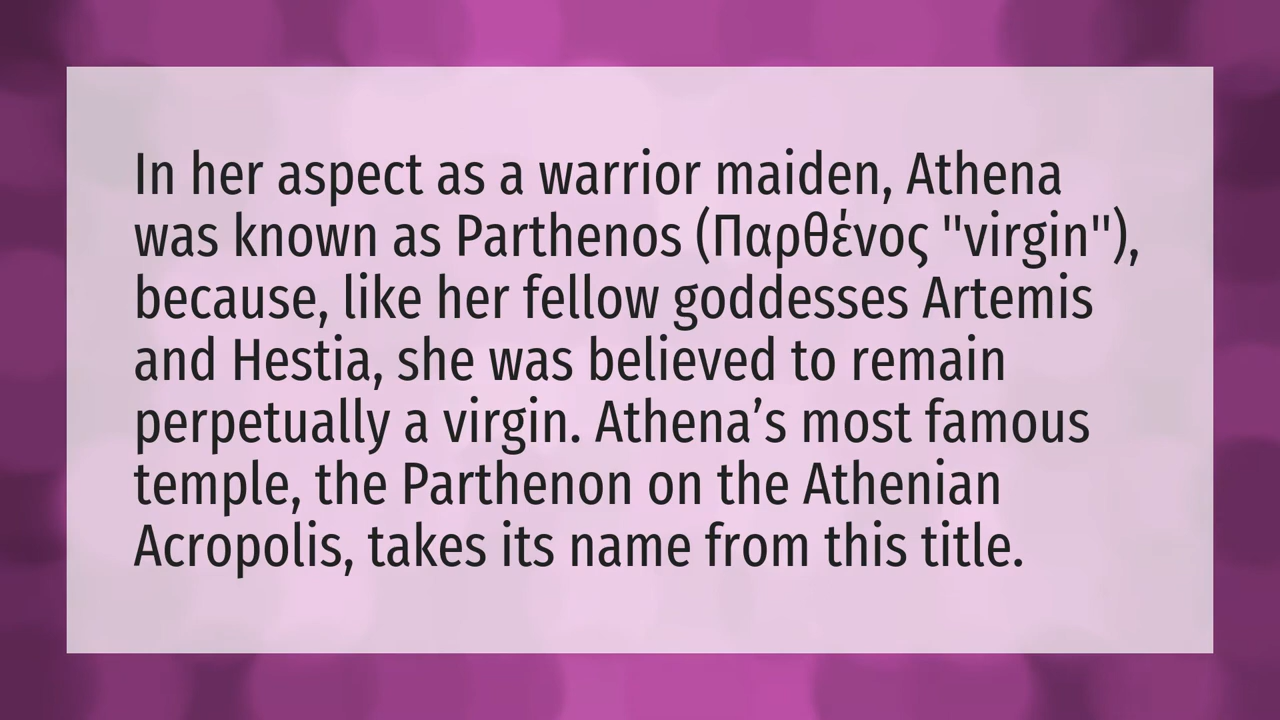 In her aspect as a warrior maiden, Athena
was known as Parthenos (Παρθένος "virgin"),
because, like her fellow goddesses Artemis
and Hestia, she was believed to remain
perpetually a virgin. Athena’s most famous
temple, the Parthenon on the Athenian
Acropolis, takes its name from this title.